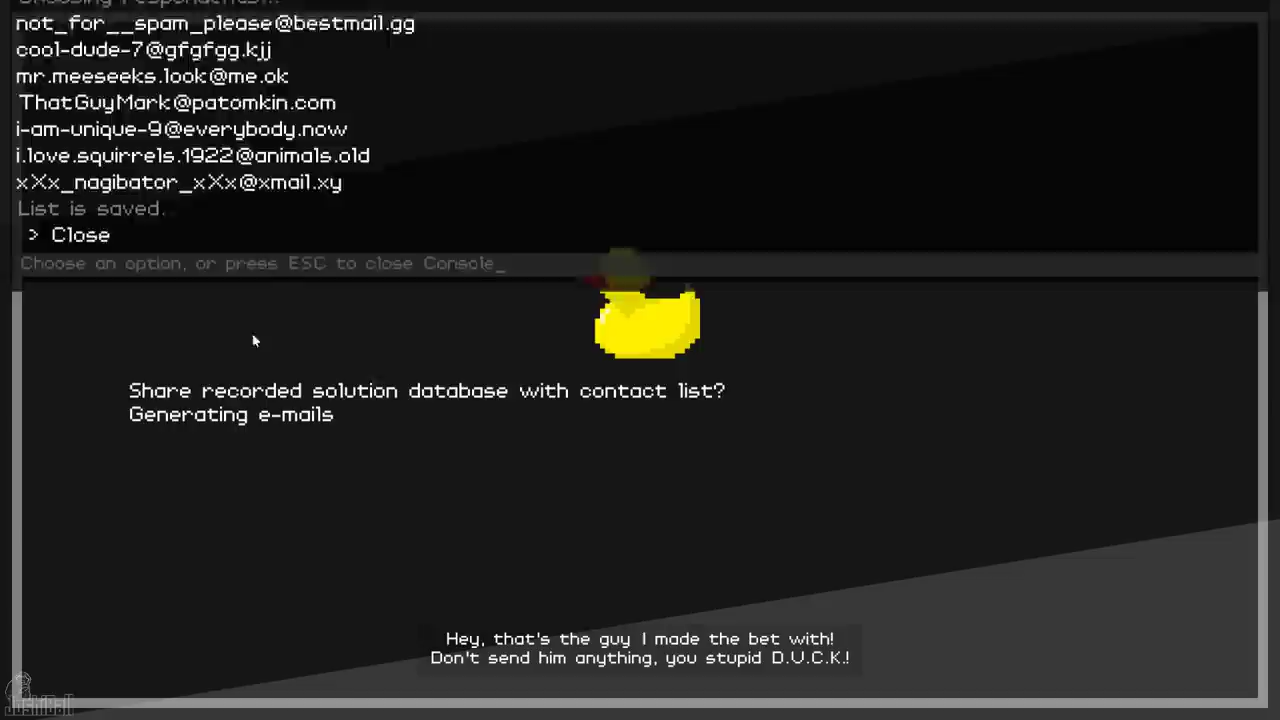 Choosing respondents...
not_for__spam_please@bestmail.gg
cool-dude-7@gfgfgg.kjj
mr.meeseeks.look@me.ok
ThatGuyMark@patomkin.com
i-am-unique-9@everybody.now
i.love.squirrels.1922@animals.old
xXx_nagibator_xXx@xmail.xy
List is saved.
> Close
Choose an option, or press ESC to close Console_
Share recorded solution database with contact list?
Generating e-mails
Hey, that's the guy I made the bet with!
Don't send him anything, you stupid D.U.C.K.!